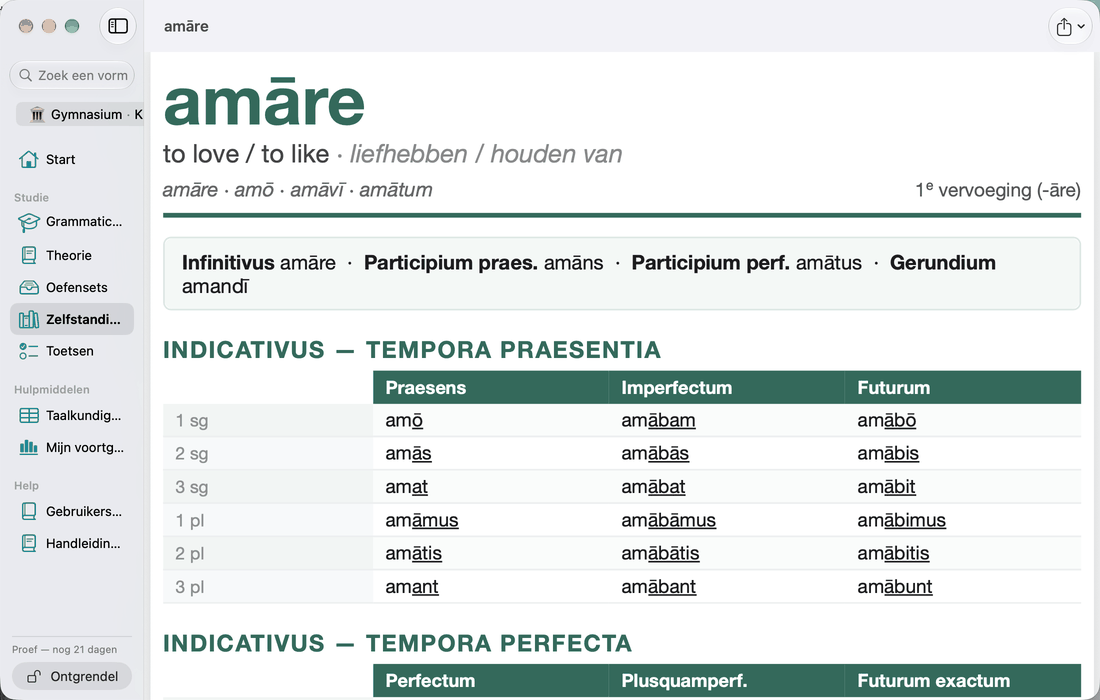 amāre
Zoek een vorm
Gymnasium · K
Start
Studie
Grammatic...
Theorie
Oefensets
Zelfstandi...
Toetsen
Hulpmiddelen
Taalkundig...
Mijn voortg...
Help
Gebruikers...
Handleidin...
Proef — nog 21 dagen
Ontgrendel
amāre
to love / to like · liefhebben / houden van
amāre · amō · amāvī · amātum 1ᵉ vervoeging (-āre)
Infinitivus amāre · Participium praes. amāns · Participium perf. amātus · Gerundium
amandī
INDICATIVUS — TEMPORA PRAESENTIA
Praesens Imperfectum Futurum
1 sg amō amābam amābō
2 sg amās amābās amābis
3 sg amat amābat amābit
1 pl amāmus amābāmus amābimus
2 pl amātis amābātis amābitis
3 pl amant amābant amābunt
INDICATIVUS — TEMPORA PERFECTA
Perfectum Plusquamperf. Futurum exactum